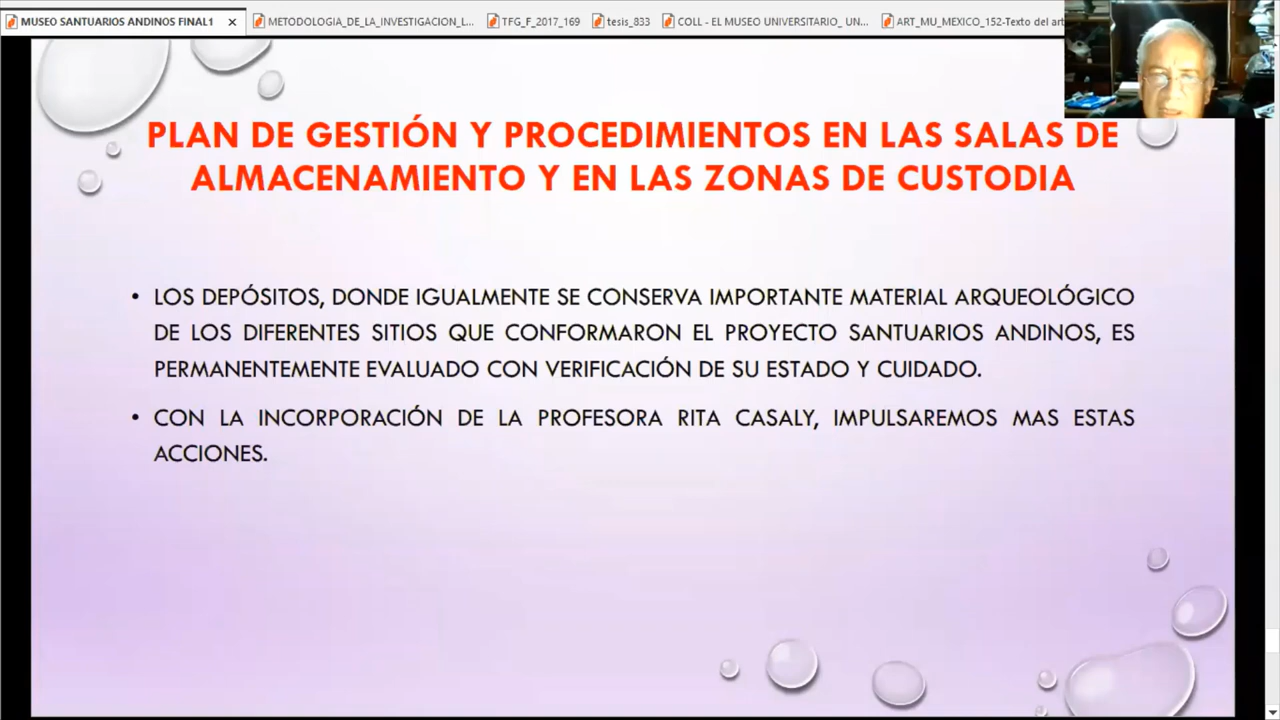 MUSEO SANTUARIOS ANDINOS FINAL1
METODOLOGIA_DE_LA_INVESTIGACION_L...
TFG_F_2017_169
tesis_833
COLL - EL MUSEO UNIVERSITARIO_ UN...
ART_MU_MEXICO_152-Texto del art
PLAN DE GESTIÓN Y PROCEDIMIENTOS EN LAS SALAS DE
ALMACENAMIENTO Y EN LAS ZONAS DE CUSTODIA
• LOS DEPÓSITOS, DONDE IGUALMENTE SE CONSERVA IMPORTANTE MATERIAL ARQUEOLÓGICO
DE LOS DIFERENTES SITIOS QUE CONFORMARON EL PROYECTO SANTUARIOS ANDINOS, ES
PERMANENTEMENTE EVALUADO CON VERIFICACIÓN DE SU ESTADO Y CUIDADO.
• CON LA INCORPORACIÓN DE LA PROFESORA RITA CASALY, IMPULSAREMOS MAS ESTAS
ACCIONES.